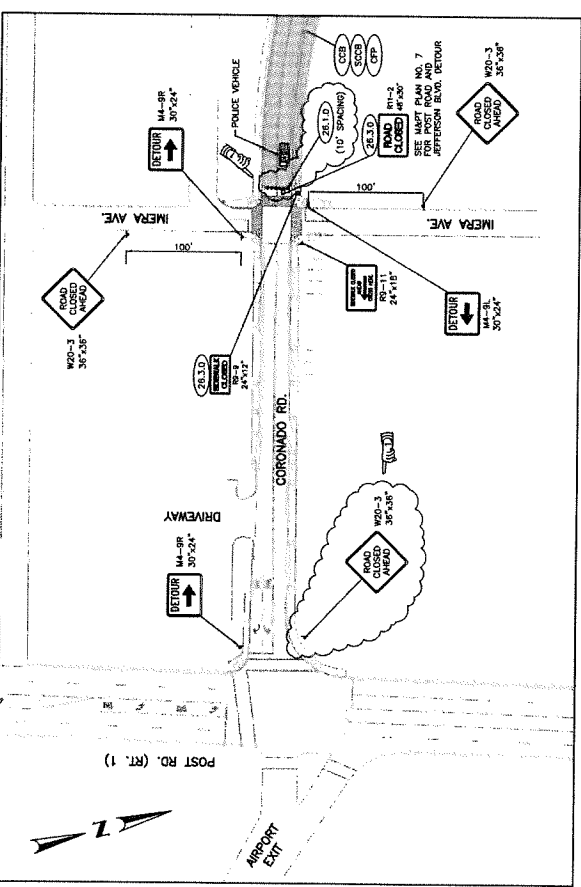 CCB
SCCB
CFP
M4-9R
30"x24"
DETOUR
POLICE VEHICLE
26.1.0
(10' SPACING)
26.3.0
ROAD
CLOSED
R11-2
48"x30"
SEE M&PT PLAN NO. 7
FOR POST ROAD AND
JEFFERSON BLVD. DETOUR
W20-3
36"x36"
ROAD
CLOSED
AHEAD
IMERA AVE.
100'
100'
IMERA AVE.
ROAD
CLOSED
AHEAD
W20-3
36"x36"
26.3.0
SIDEWALK
CLOSED
R9-9
24"x12"
R9-11
24"x18"
DETOUR
M4-9L
30"x24"
CORONADO RD.
DRIVEWAY
M4-9R
30"x24"
DETOUR
W20-3
36"x36"
ROAD
CLOSED
AHEAD
POST RD. (RT. 1)
N
AIRPORT
EXIT